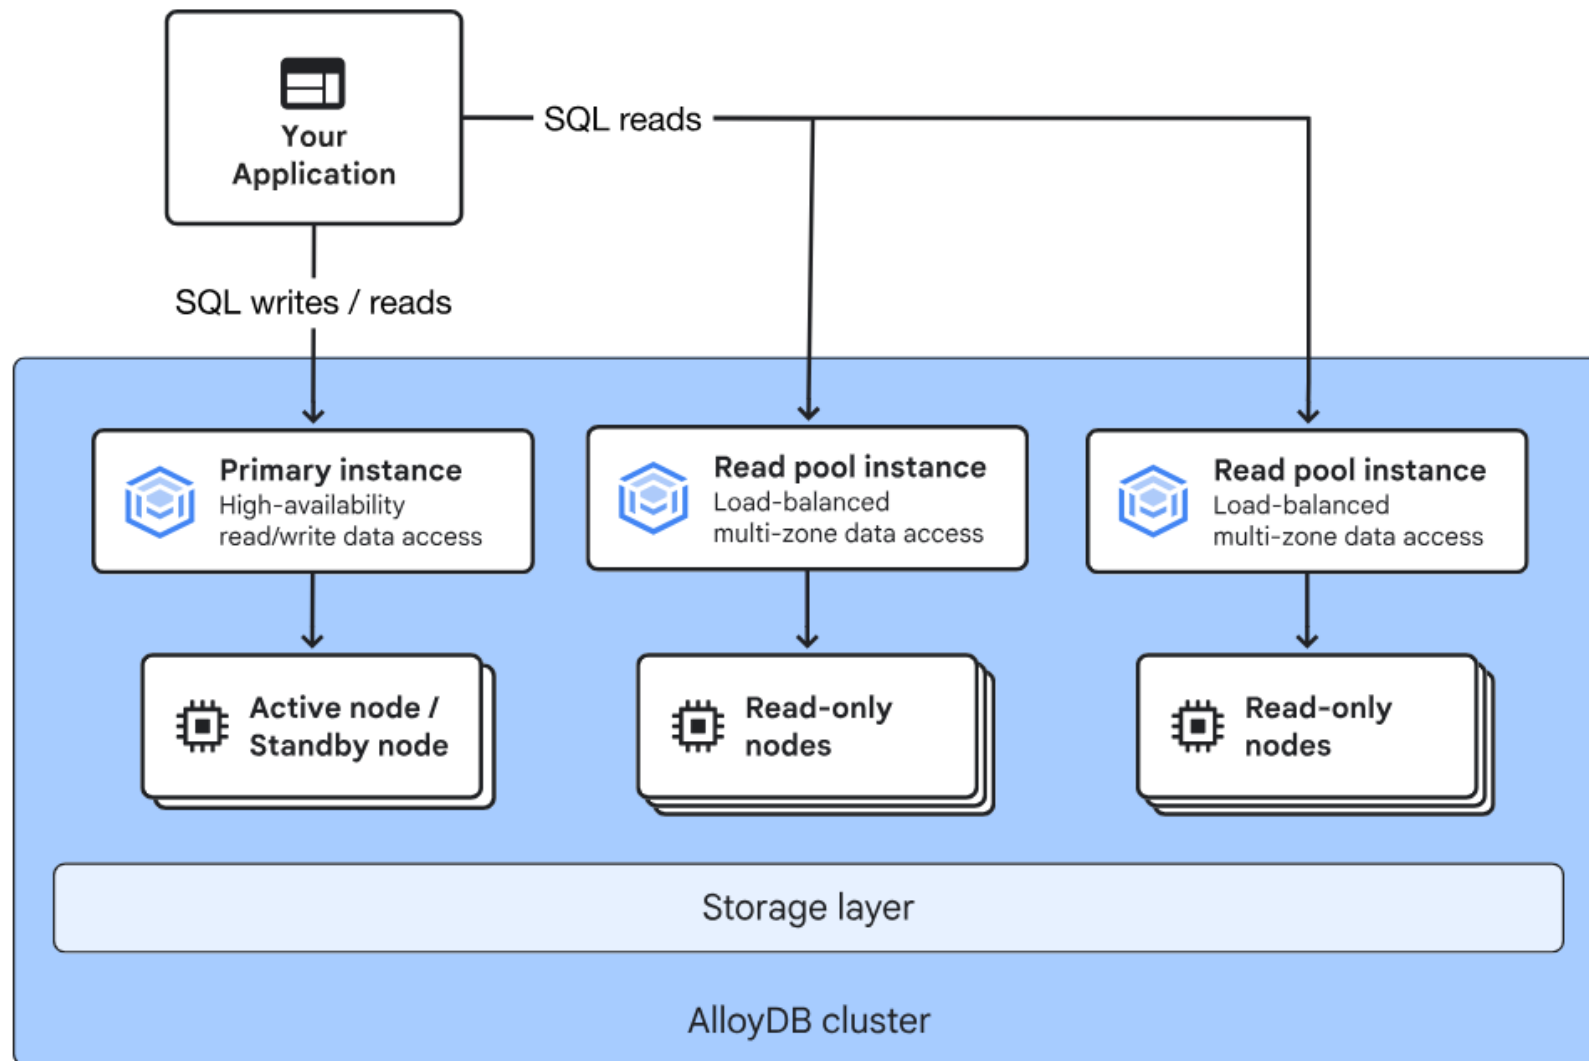 Your
Application
SQL reads
SQL writes / reads
Primary instance
High-availability
read/write data access
Read pool instance
Load-balanced
multi-zone data access
Read pool instance
Load-balanced
multi-zone data access
Active node /
Standby node
Read-only
nodes
Read-only
nodes
Storage layer
AlloyDB cluster